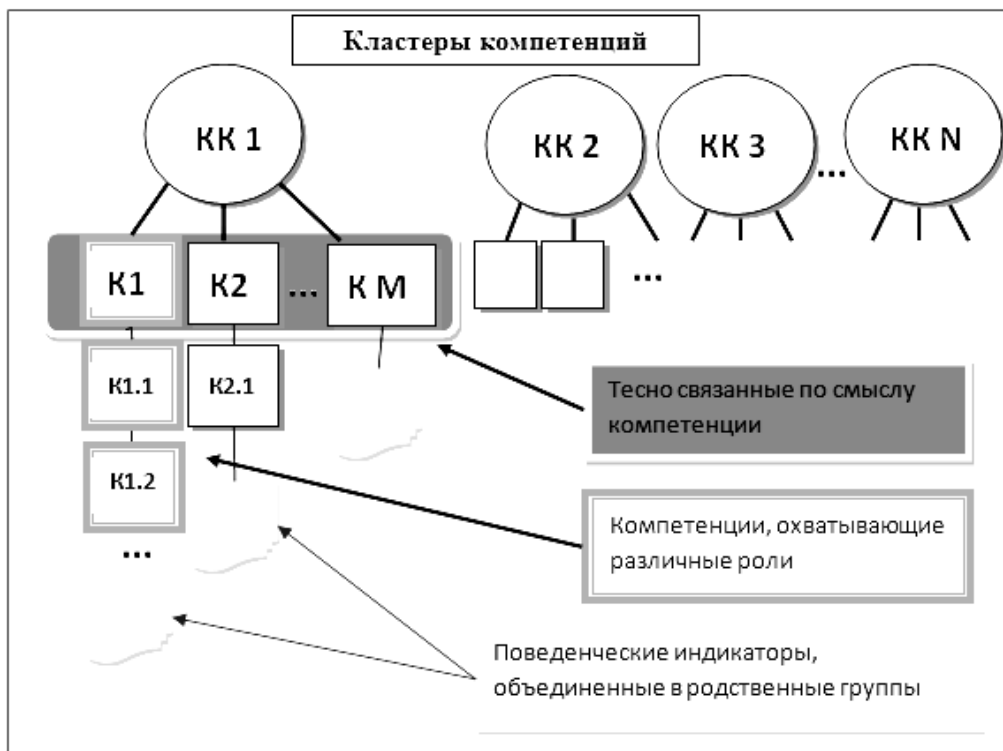 Кластеры компетенций
КК 1
КК 2
КК 3
...
КК N
К1
К2
...
К М
...
К1.1
К2.1
Тесно связанные по смыслу
компетенции
К1.2
...
Компетенции, охватывающие
различные роли
Поведенческие индикаторы,
объединенные в родственные группы